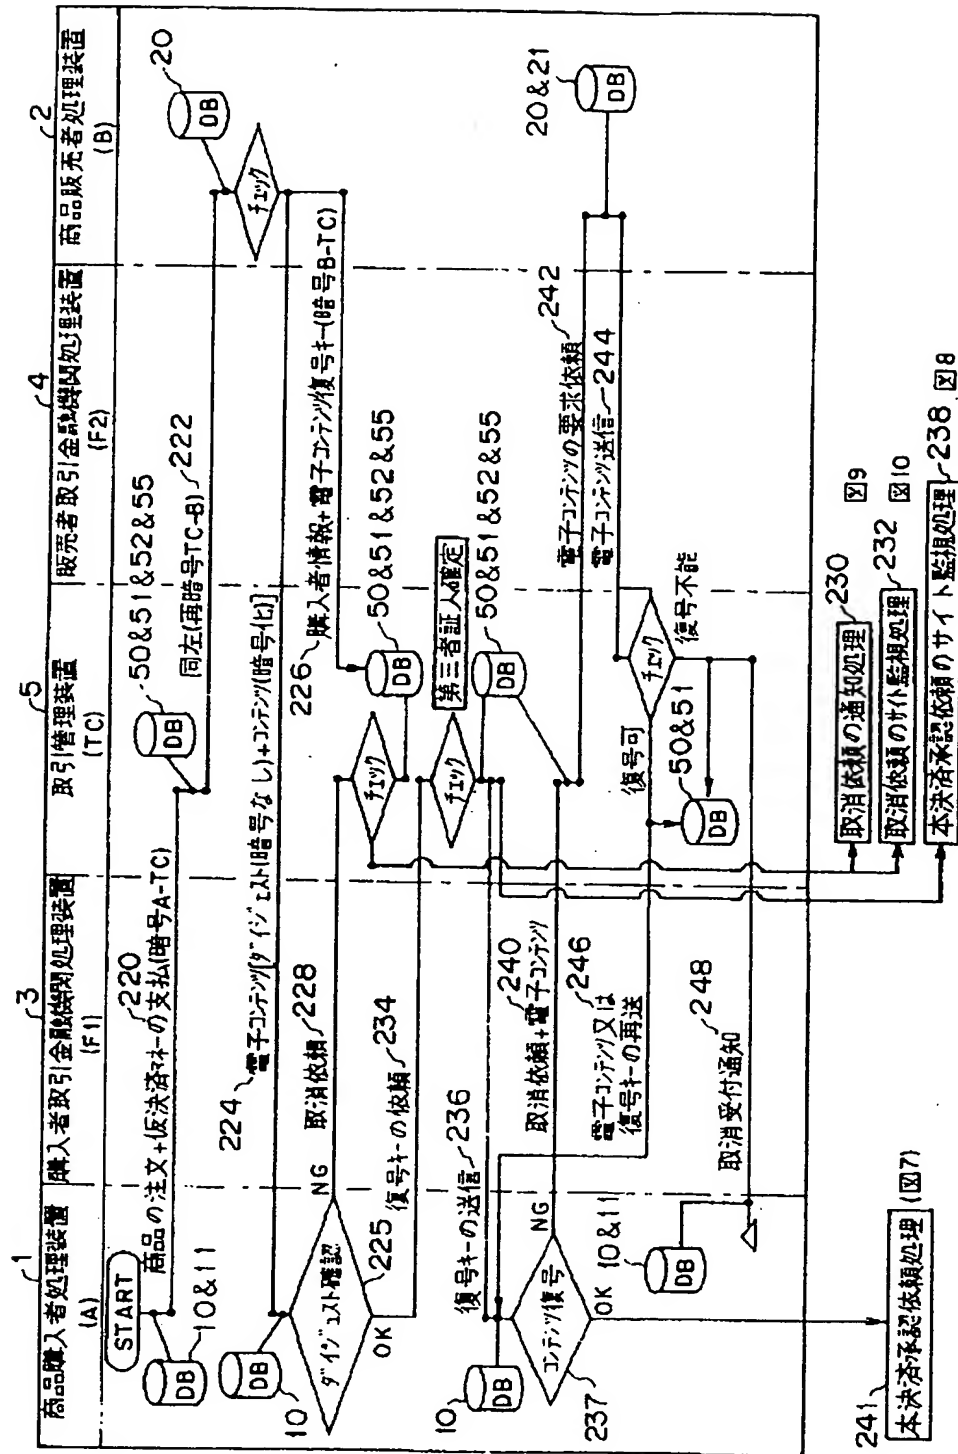 1
商品購入者処理装置
(A)
3
購入者取引金融機関処理装置
(F1)
5
取引管理装置
(TC)
4
販売者取引金融機関処理装置
(F2)
2
商品販売者処理装置
(B)
START
DB
10&11
220
商品の注文+仮決済マネーの支払(暗号A-TC)
DB
50&51&52&55
同左(再暗号TC-B)
222
DB
20
チェック
224
電子コンテンツ[ダイジェスト(暗号なし)+コンテンツ(暗号化)]
226
購入者情報+電子コンテンツ復号キー(暗号B-TC)
DB
10
ダイジェスト確認
225
NG
OK
取消依頼
228
復号キーの依頼
234
チェック
DB
50&51&52&55
チェック
第三者証人確定
DB
50&51&52&55
復号キーの送信
236
10
DB
コンテンツ復号
237
NG
OK
240
取消依頼+電子コンテンツ
電子コンテンツの要求依頼
242
電子コンテンツ送信
244
DB
20&21
チェック
復号可
復号不能
246
電子コンテンツ又は
復号キーの再送
DB
50&51
DB
10&11
248
取消受付通知
取消依頼の通知処理
230
図9
取消依頼のサイト監視処理
232
図10
本決済承認依頼のサイト監視処理
238
図8
241
本決済承認依頼処理
(図7)